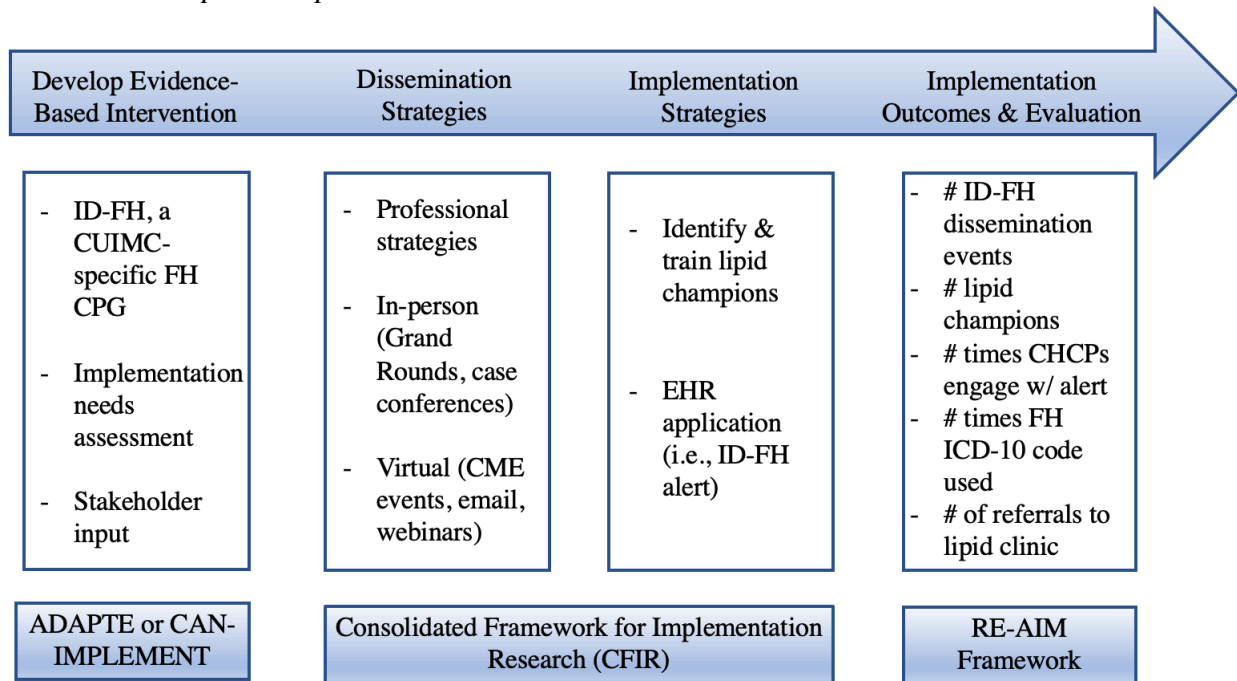 Develop Evidence-
Based Intervention
Dissemination
Strategies
Implementation
Strategies
Implementation
Outcomes & Evaluation
- ID-FH, a
CUIMC-
specific FH
CPG
- Implementation
needs
assessment
- Stakeholder
input
- Professional
strategies
- In-person
(Grand
Rounds, case
conferences)
- Virtual (CME
events, email,
webinars)
- Identify &
train lipid
champions
- EHR
application
(i.e., ID-FH
alert)
- # ID-FH
dissemination
events
- # lipid
champions
- # times CHCPs
engage w/ alert
- # times FH
ICD-10 code
used
- # of referrals to
lipid clinic
ADAPTE or CAN-
IMPLEMENT
Consolidated Framework for Implementation
Research (CFIR)
RE-AIM
Framework